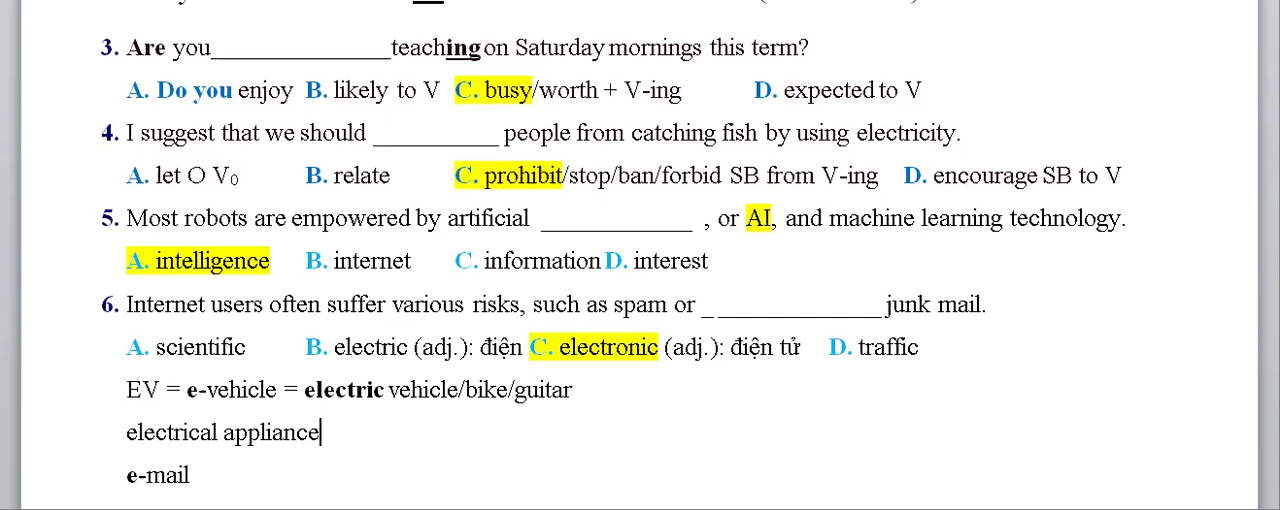 3. Are you_______________teaching on Saturday mornings this term?
A. Do you enjoy B. likely to V C. busy/worth + V-ing D. expected to V
4. I suggest that we should ___________ people from catching fish by using electricity.
A. let O V₀ B. relate C. prohibit/stop/ban/forbid SB from V-ing D. encourage SB to V
5. Most robots are empowered by artificial _____________ , or AI, and machine learning technology.
A. intelligence B. internet C. information D. interest
6. Internet users often suffer various risks, such as spam or _ ______________junk mail.
A. scientific B. electric (adj.): điện C. electronic (adj.): điện tử D. traffic
EV = e-vehicle = electric vehicle/bike/guitar
electrical appliance
e-mail